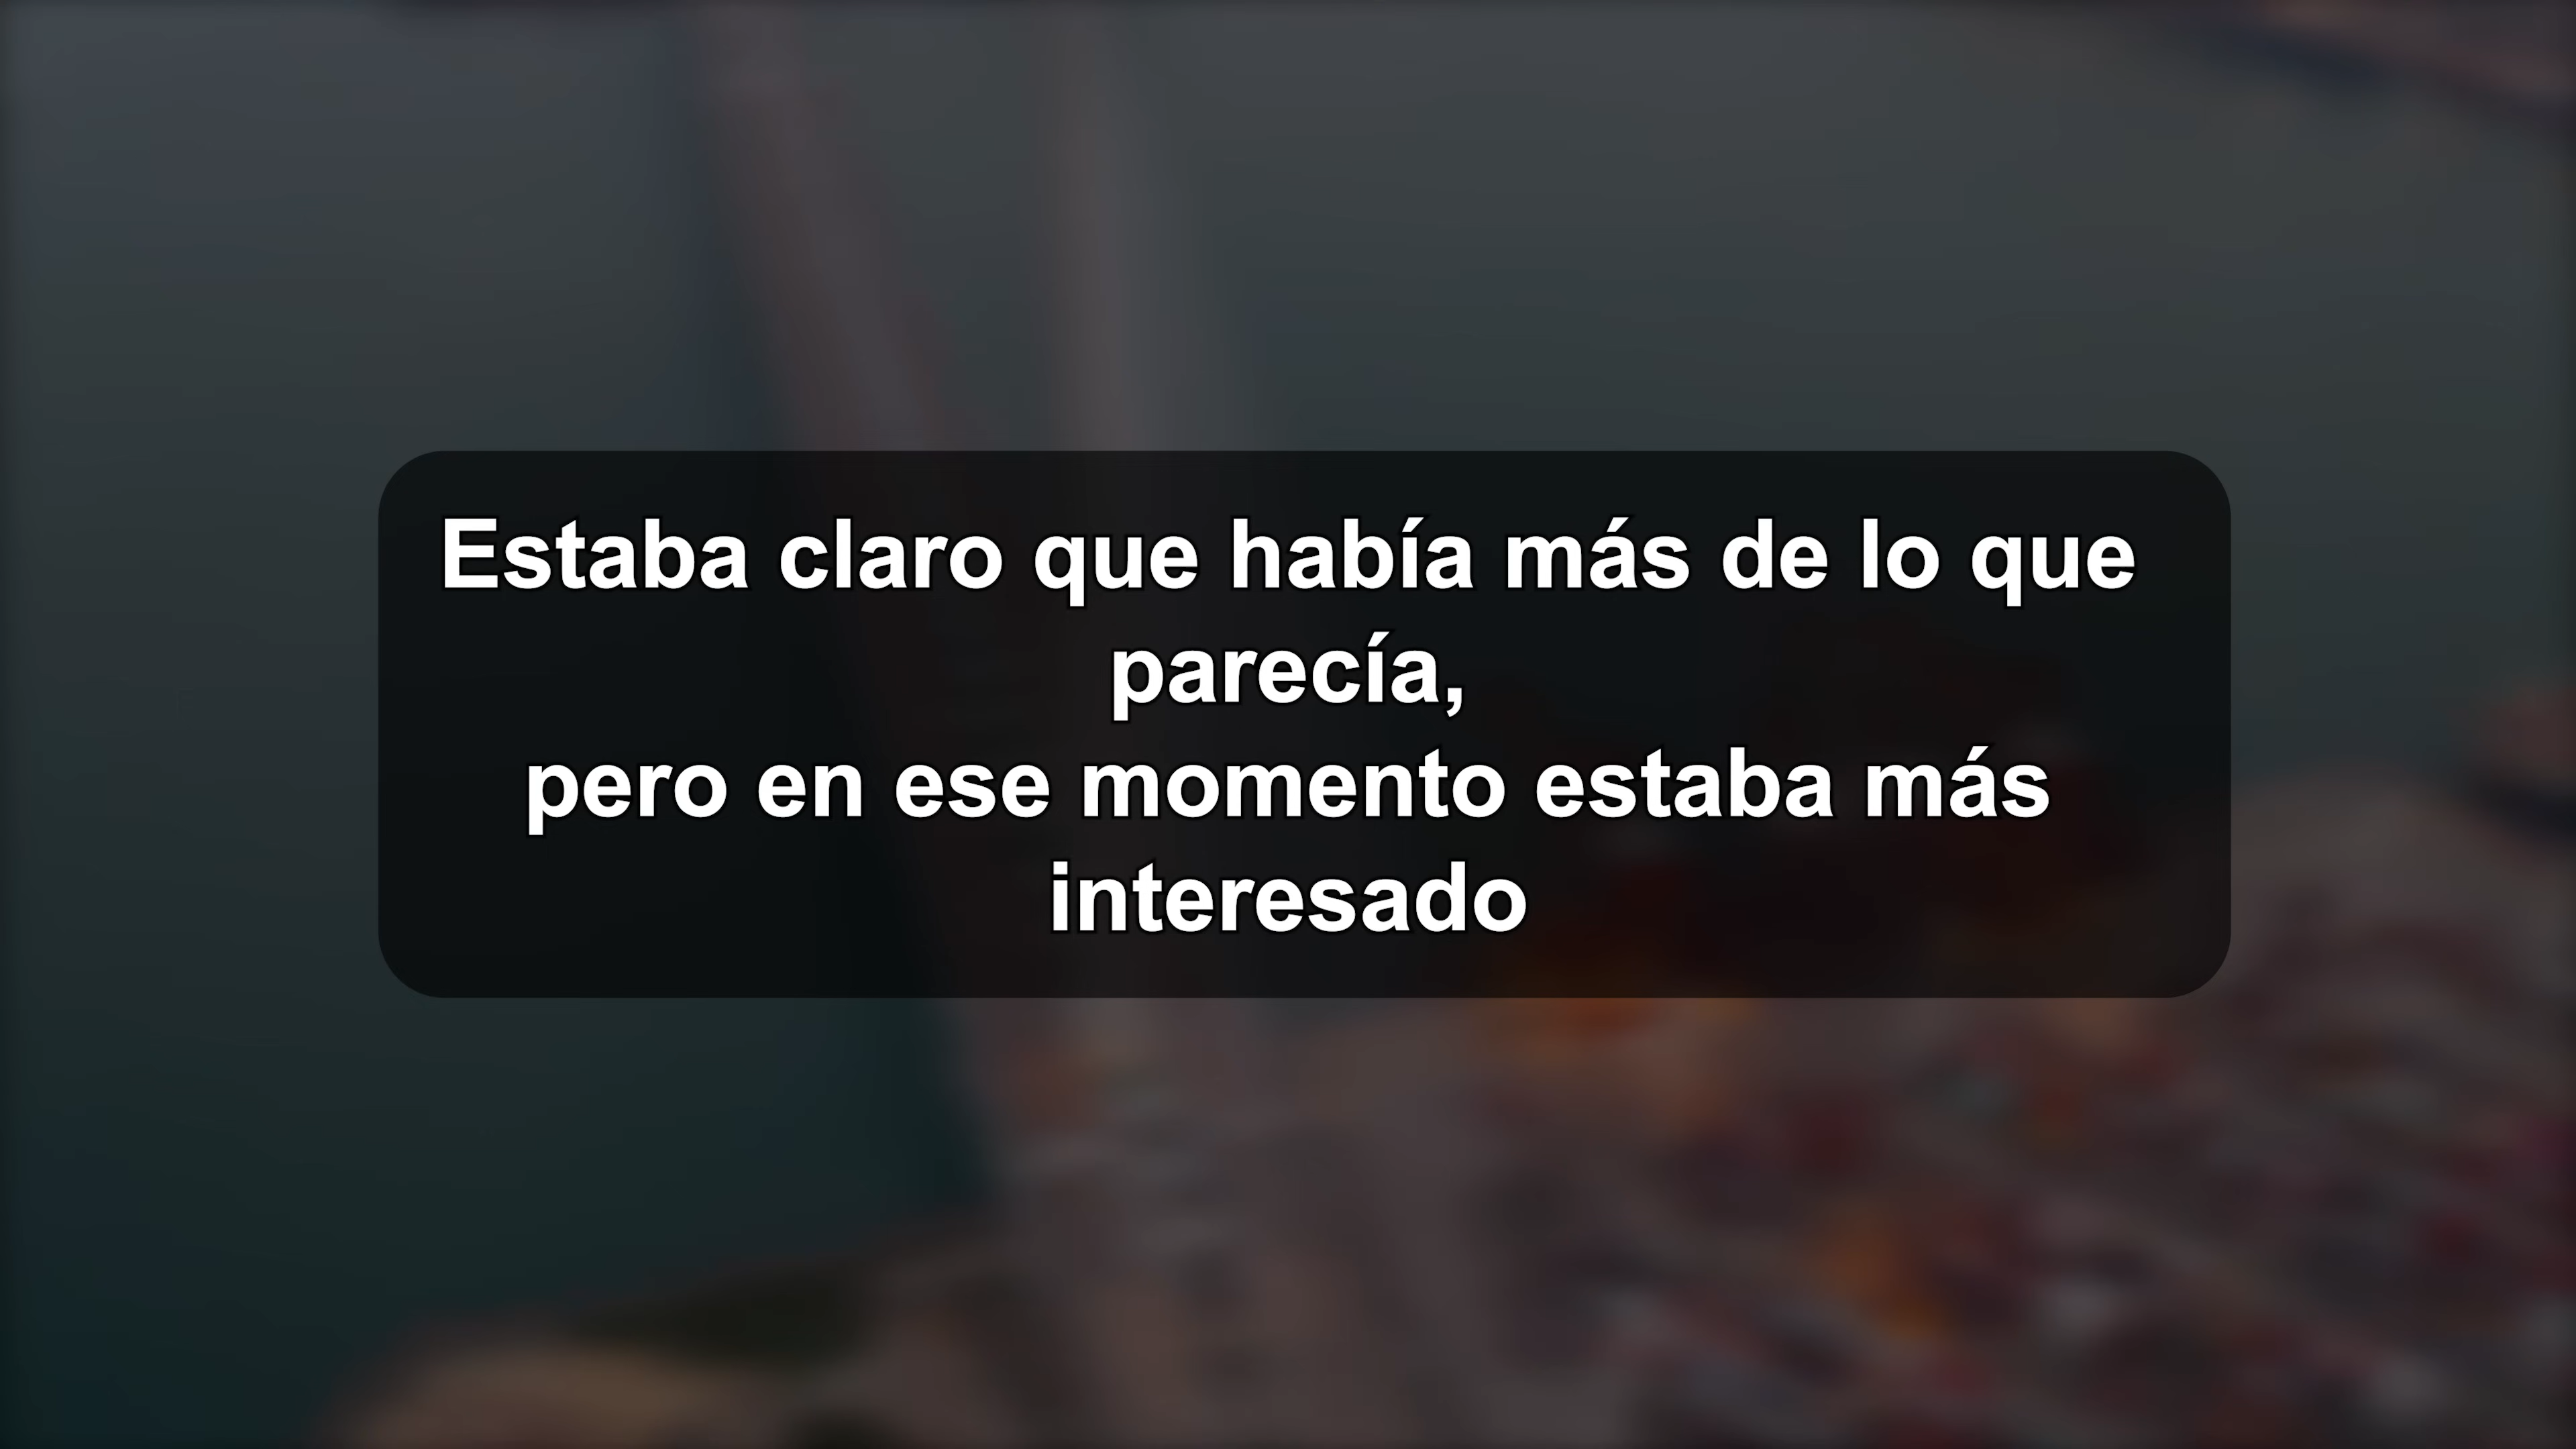 Estaba claro que había más de lo que
parecía,
pero en ese momento estaba más
interesado